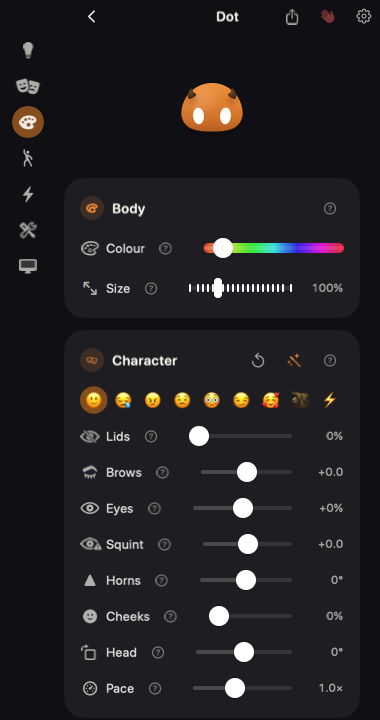 Dot
Body
Colour
Size 100%
Character
Lids 0%
Brows +0.0
Eyes +0%
Squint +0.0
Horns 0°
Cheeks 0%
Head 0°
Pace 1.0×